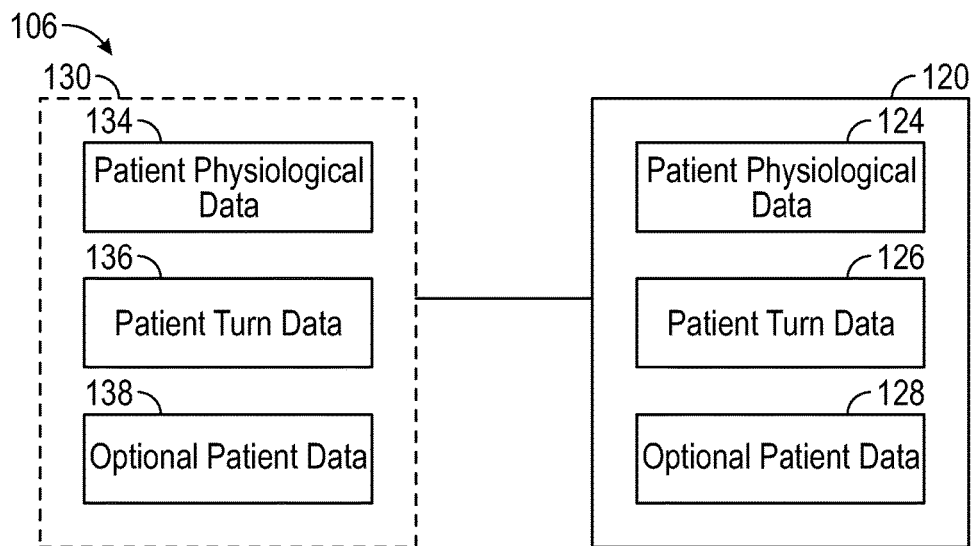 106
130
120
134
124
Patient Physiological
Data
Patient Physiological
Data
136
126
Patient Turn Data
Patient Turn Data
138
128
Optional Patient Data
Optional Patient Data